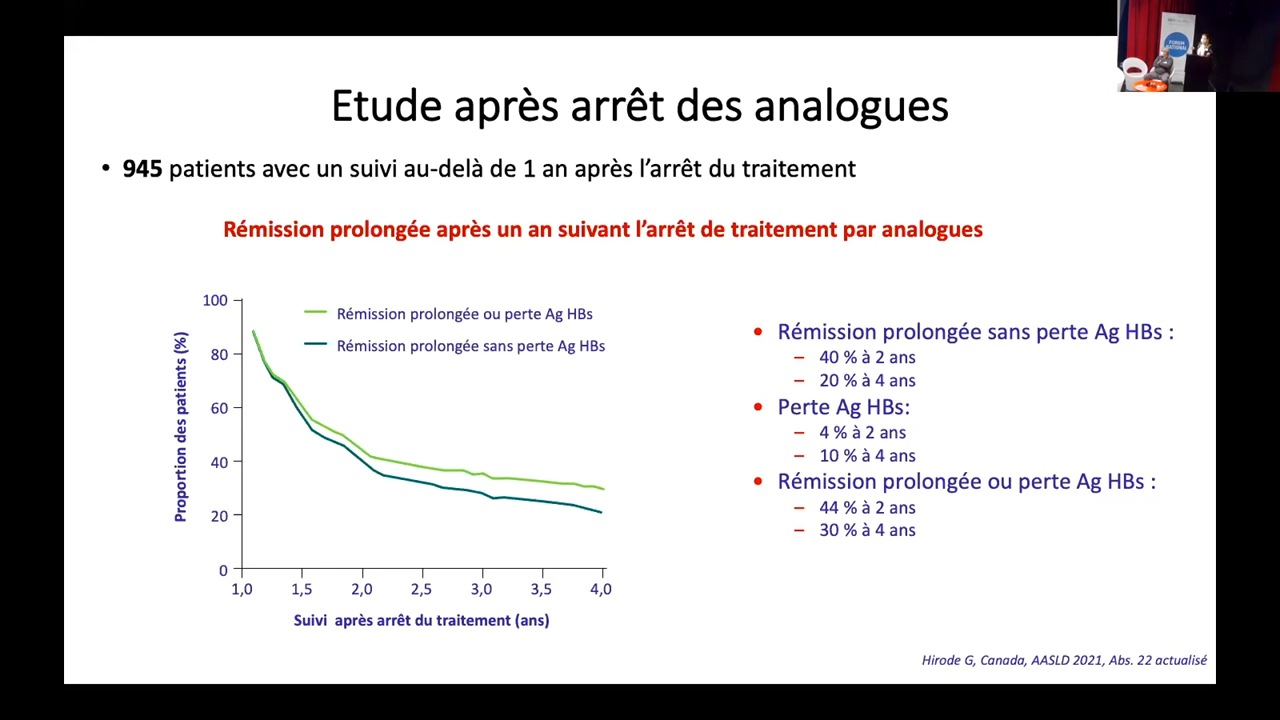 FORUM
NATIONAL
Etude après arrêt des analogues
• 945 patients avec un suivi au-delà de 1 an après l’arrêt du traitement
Rémission prolongée après un an suivant l’arrêt de traitement par analogues
Proportion des patients (%)
100
80
60
40
20
0
Rémission prolongée ou perte Ag HBs
Rémission prolongée sans perte Ag HBs
1,0 1,5 2,0 2,5 3,0 3,5 4,0
Suivi après arrêt du traitement (ans)
• Rémission prolongée sans perte Ag HBs :
– 40 % à 2 ans
– 20 % à 4 ans
• Perte Ag HBs:
– 4 % à 2 ans
– 10 % à 4 ans
• Rémission prolongée ou perte Ag HBs :
– 44 % à 2 ans
– 30 % à 4 ans
Hirode G, Canada, AASLD 2021, Abs. 22 actualisé